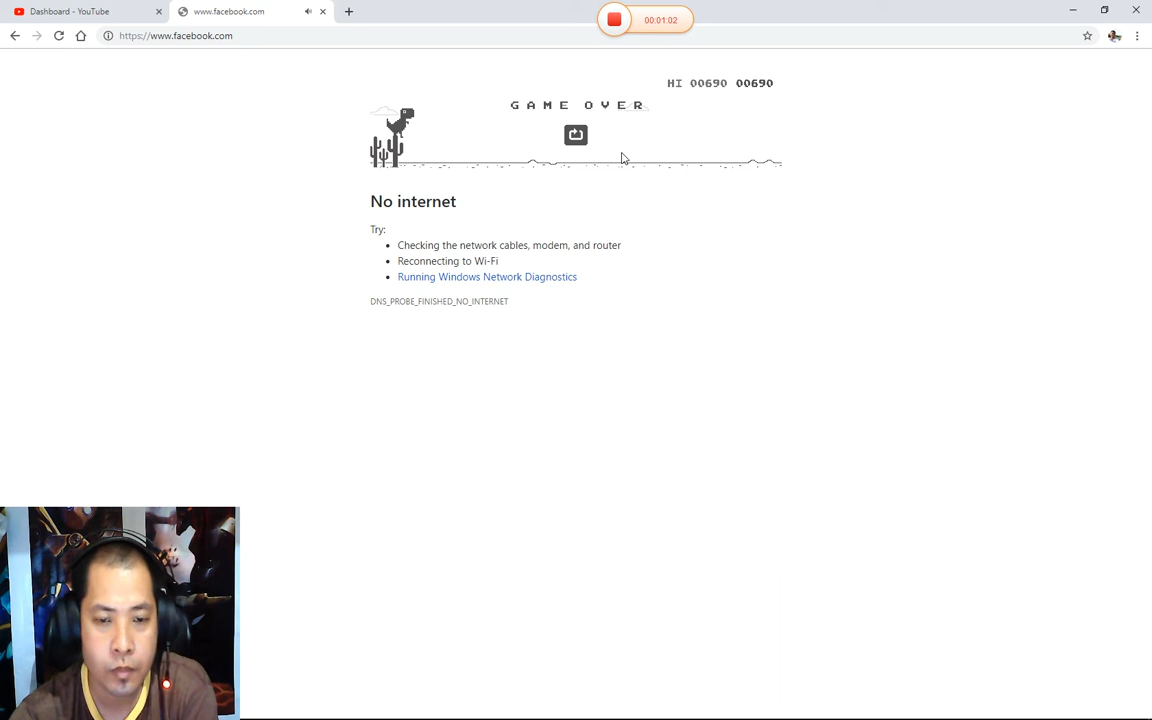 Dashboard - YouTube
www.facebook.com
00:01:02
https://www.facebook.com
HI 00690 00690
GAME OVER
No internet
Try:
Checking the network cables, modem, and router
Reconnecting to Wi-Fi
Running Windows Network Diagnostics
DNS_PROBE_FINISHED_NO_INTERNET